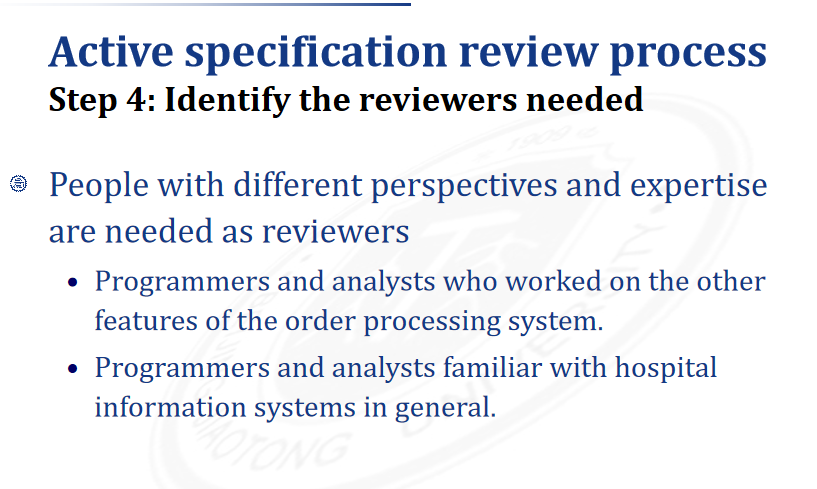 Active specification review process
Step 4: Identify the reviewers needed
People with different perspectives and expertise
are needed as reviewers
Programmers and analysts who worked on the other
features of the order processing system.
Programmers and analysts familiar with hospital
information systems in general.
JIAOTONG UNIVERSITY